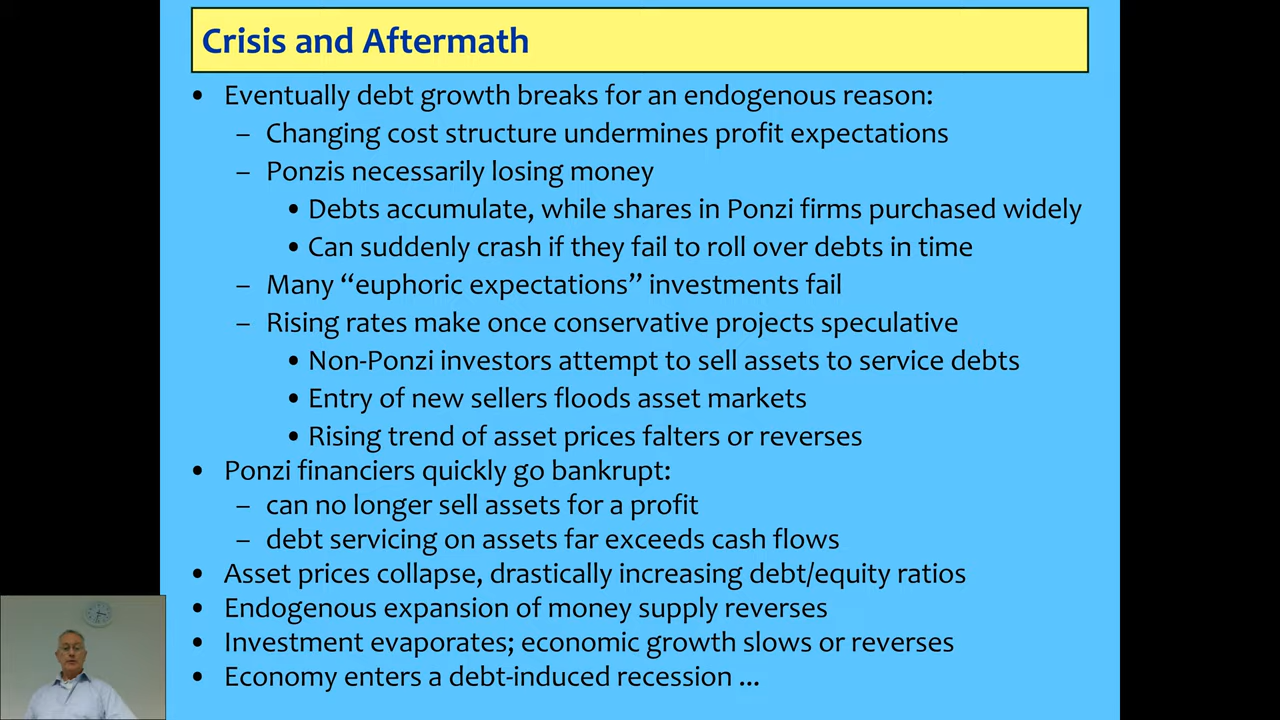 Crisis and Aftermath
• Eventually debt growth breaks for an endogenous reason:
– Changing cost structure undermines profit expectations
– Ponzis necessarily losing money
• Debts accumulate, while shares in Ponzi firms purchased widely
• Can suddenly crash if they fail to roll over debts in time
– Many “euphoric expectations” investments fail
– Rising rates make once conservative projects speculative
• Non-Ponzi investors attempt to sell assets to service debts
• Entry of new sellers floods asset markets
• Rising trend of asset prices falters or reverses
• Ponzi financiers quickly go bankrupt:
– can no longer sell assets for a profit
– debt servicing on assets far exceeds cash flows
• Asset prices collapse, drastically increasing debt/equity ratios
• Endogenous expansion of money supply reverses
• Investment evaporates; economic growth slows or reverses
• Economy enters a debt-induced recession ...